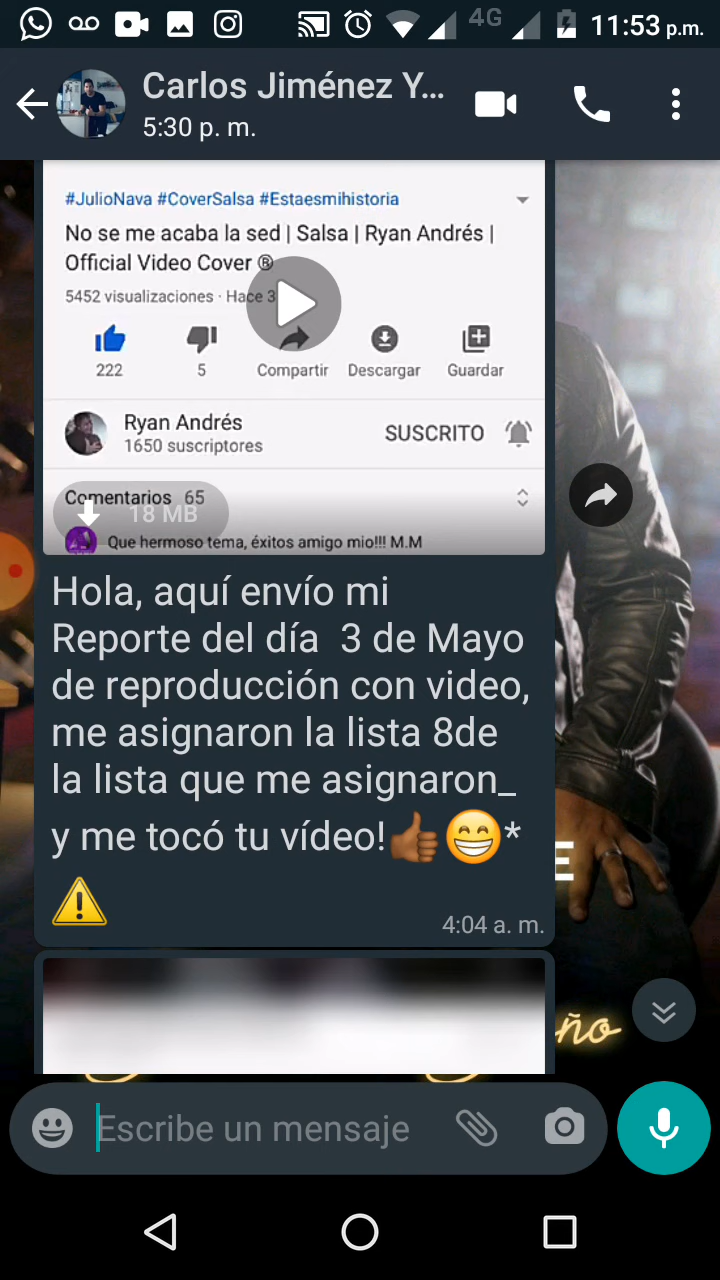 4G 11:53 p.m.
Carlos Jiménez Y...
5:30 p. m.
#JulioNava #CoverSalsa #Estaesmihistoria
No se me acaba la sed | Salsa | Ryan Andrés |
Official Video Cover ®
5452 visualizaciones · Hace 3
222 5 Compartir Descargar Guardar
Ryan Andrés
1650 suscriptores
SUSCRITO
Comentarios 65
18 MB
Que hermoso tema, éxitos amigo mio!!! M.M
Hola, aquí envío mi
Reporte del día 3 de Mayo
de reproducción con video,
me asignaron la lista 8de
la lista que me asignaron_
y me tocó tu vídeo!👍🏾😁*
⚠️
4:04 a. m.
E
ño
Escribe un mensaje